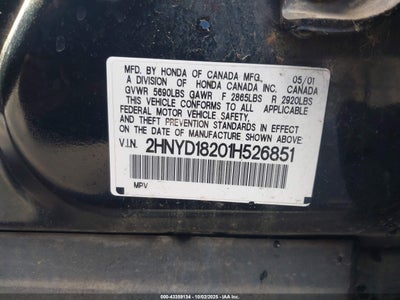 MFD. BY HONDA OF CANADA MFG., 05/01
A DIVISION OF HONDA CANADA INC. CANADA
GVWR 5690LBS GAWR F 2865LBS R 2920LBS
THIS VEHICLE CONFORMS TO ALL APPLICABLE
FEDERAL MOTOR VEHICLE SAFETY,
AND THEFT PREVENTION STANDARDS IN EFFECT
ON THE DATE OF MANUFACTURE SHOWN ABOVE.
V.I.N. 2HNYD18201H526851
MPV
000-43359134 - 10/02/2025 - IAA Inc.